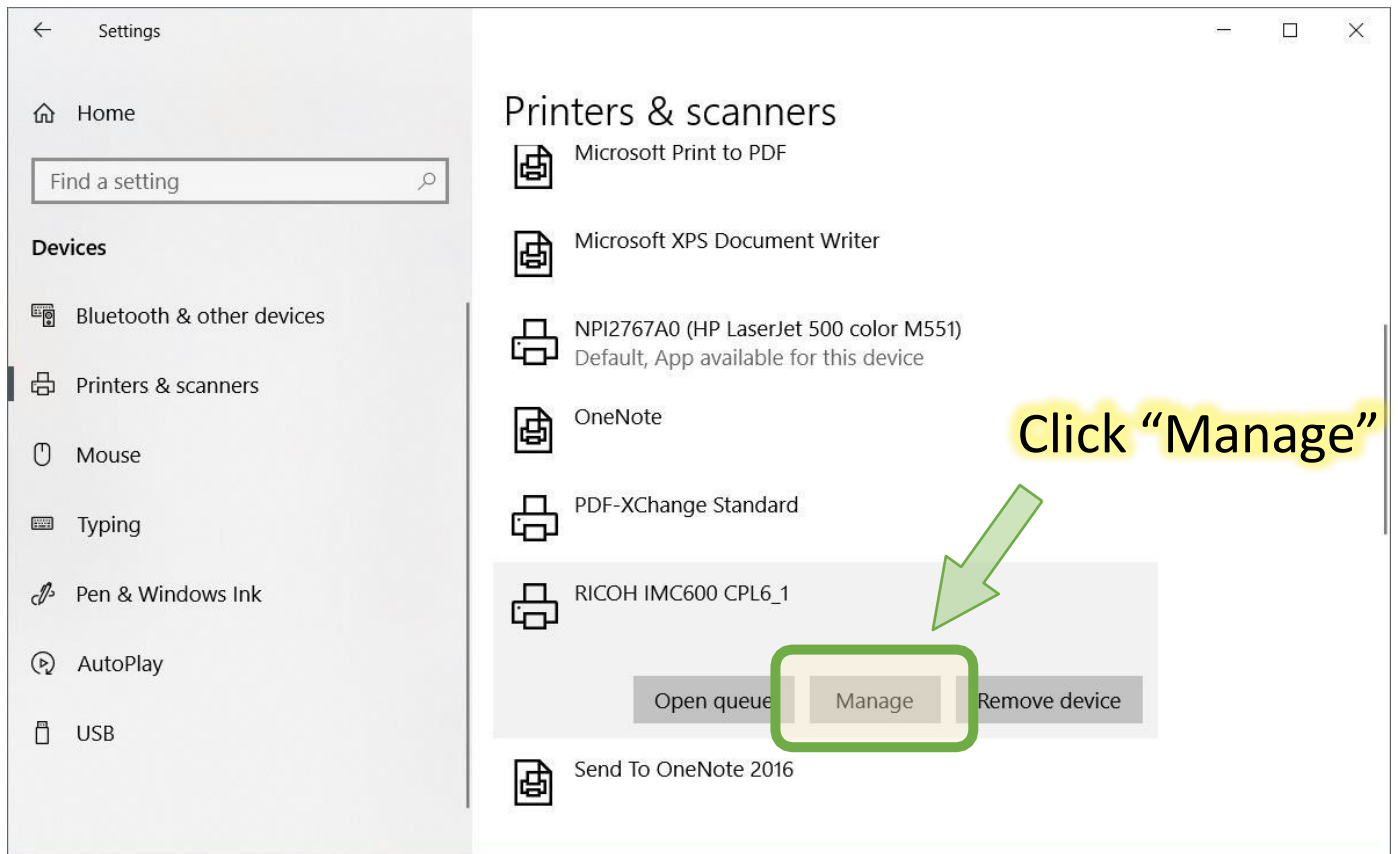 Settings
Home
Find a setting
Devices
Bluetooth & other devices
Printers & scanners
Mouse
Typing
Pen & Windows Ink
AutoPlay
USB
Printers & scanners
Microsoft Print to PDF
Microsoft XPS Document Writer
NPI2767A0 (HP LaserJet 500 color M551)
Default, App available for this device
OneNote
Click “Manage”
PDF-XChange Standard
RICOH IMC600 CPL6_1
Open queue Manage Remove device
Send To OneNote 2016